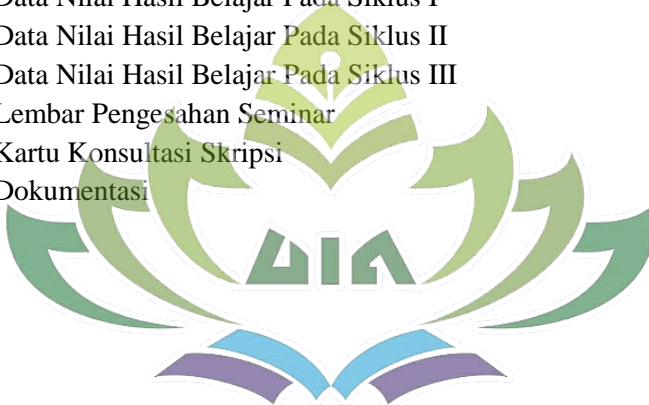 Data Nilai Hasil Belajar Pada Siklus I
Data Nilai Hasil Belajar Pada Siklus II
Data Nilai Hasil Belajar Pada Siklus III
Lembar Pengesahan Seminar
Kartu Konsultasi Skripsi
Dokumentasi
UIN